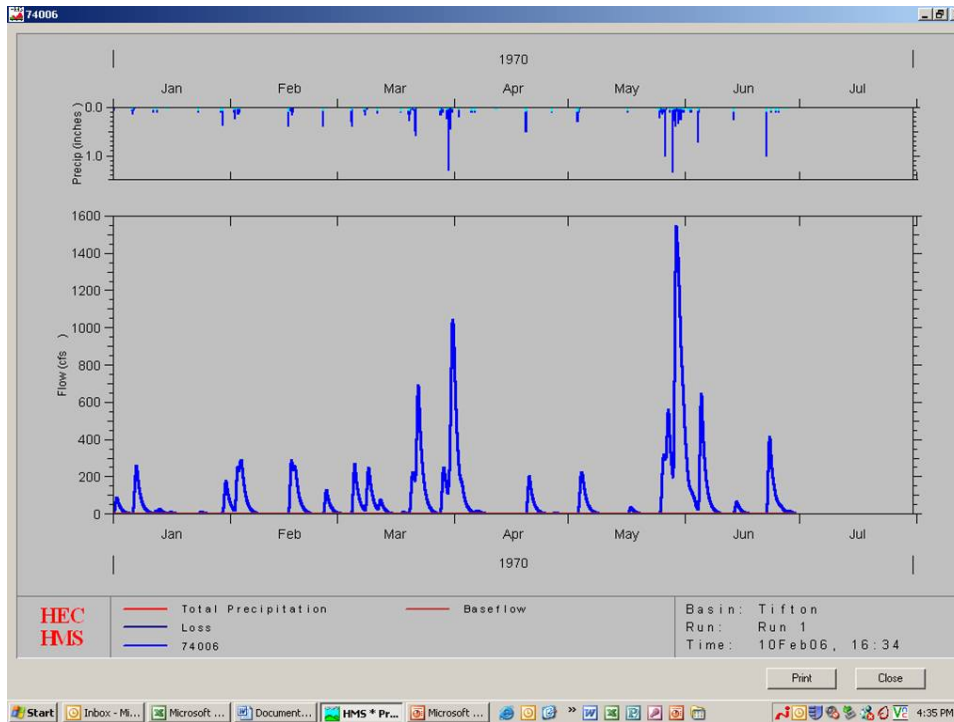 74006
1970
Jan Feb Mar Apr May Jun Jul
Precip (inches)
0.0
1.0
Flow (cfs )
1600
1400
1200
1000
800
600
400
200
0
Jan Feb Mar Apr May Jun Jul
1970
HEC
HMS
Total Precipitation
Loss
74006
Baseflow
Basin: Tifton
Run: Run 1
Time: 10Feb06, 16:34
Print Close
Start Inbox - Mi... Microsoft ... Document... HMS * Pr... Microsoft ... » 4:35 PM